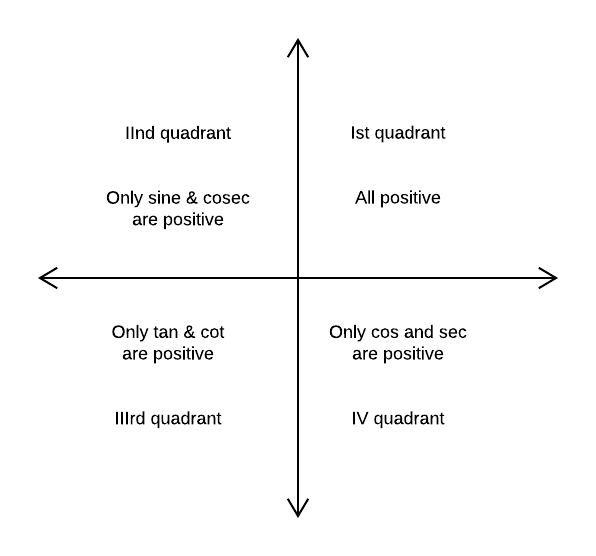 IInd quadrant
Ist quadrant
Only sine & cosec
are positive
All positive
Only tan & cot
are positive
Only cos and sec
are positive
IIIrd quadrant
IV quadrant